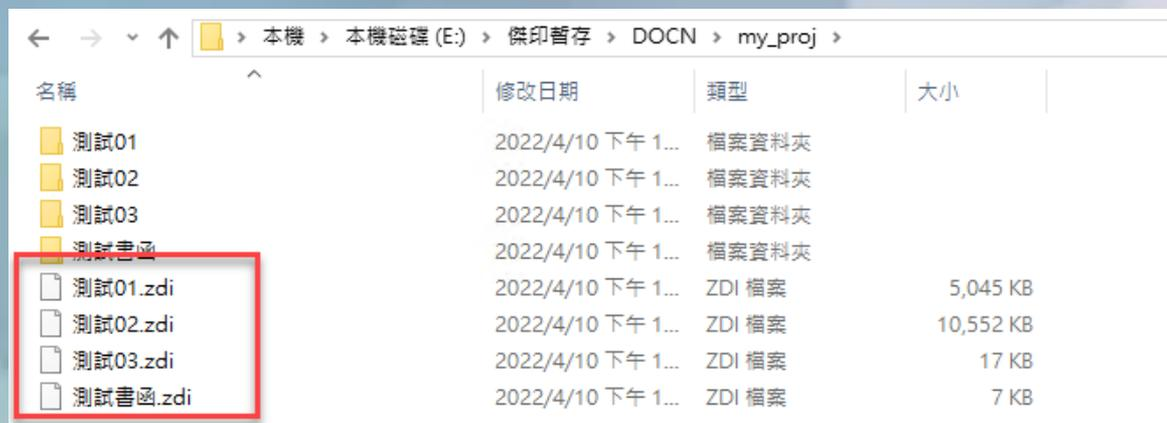 本機 › 本機磁碟 (E:) › 傑印暫存 › DOCN › my_proj ›
名稱 修改日期 類型 大小
測試01 2022/4/10 下午 1... 檔案資料夾
測試02 2022/4/10 下午 1... 檔案資料夾
測試03 2022/4/10 下午 1... 檔案資料夾
測試書函 2022/4/10 下午 1... 檔案資料夾
測試01.zdi 2022/4/10 下午 1... ZDI 檔案 5,045 KB
測試02.zdi 2022/4/10 下午 1... ZDI 檔案 10,552 KB
測試03.zdi 2022/4/10 下午 1... ZDI 檔案 17 KB
測試書函.zdi 2022/4/10 下午 1... ZDI 檔案 7 KB